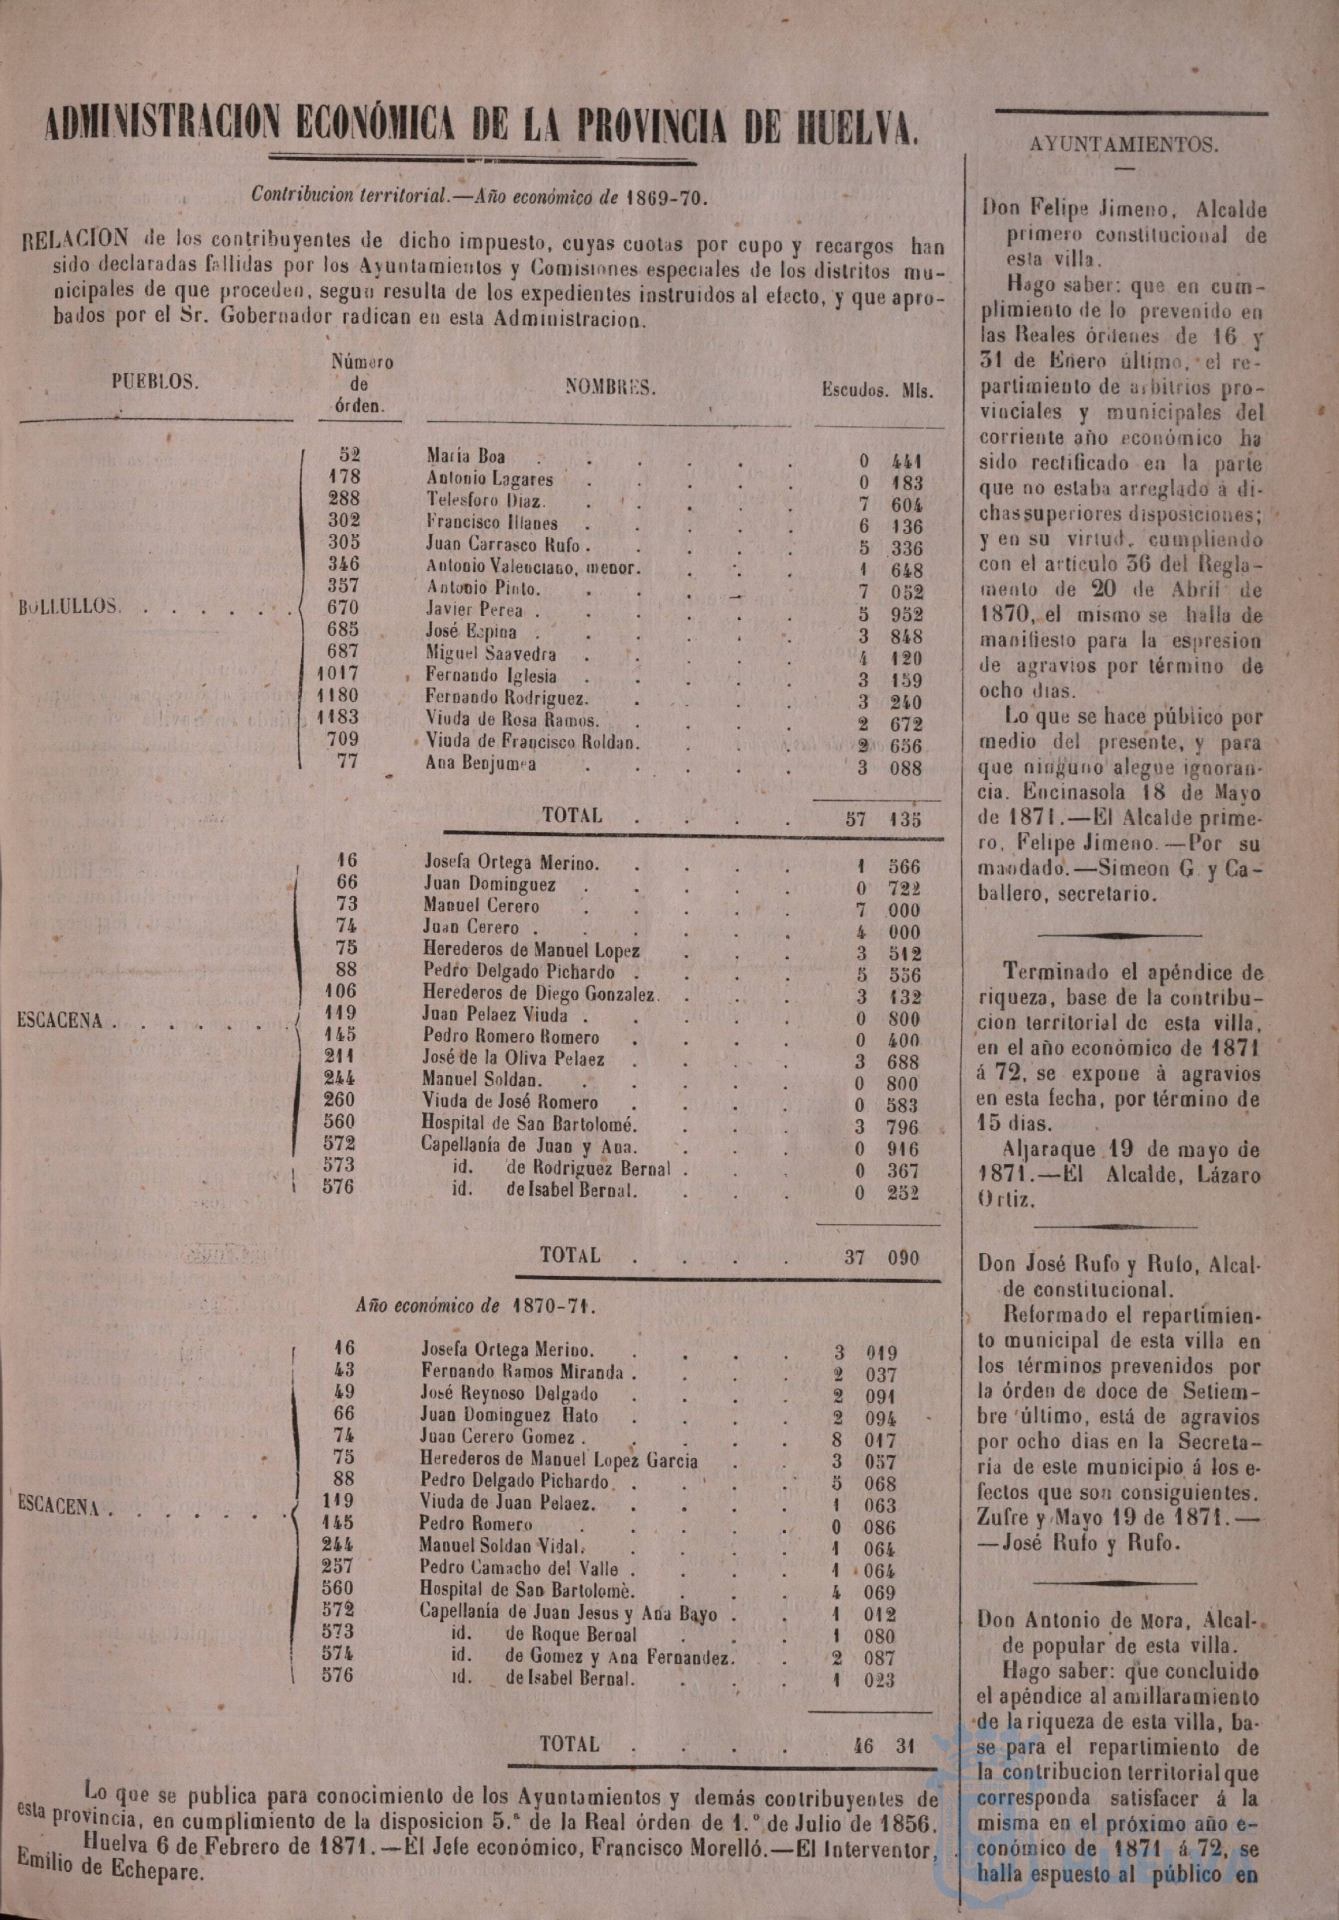 ADMINISTRACION ECONÓMICA DE LA PROVINCIA DE HUELVA.
Contribucion territorial.—Año económico de 1869-70.
RELACION de los contribuyentes de dicho impuesto, cuyas cuotas por cupo y recargos han
sido declaradas fallidas por los Ayuntamientos y Comisiones especiales de los distritos mu-
nicipales de que proceden, segun resulta de los expedientes instruidos al efecto, y que apro-
bados por el Sr. Gobernador radican en esta Administracion.
PUEBLOS. Número de órden. NOMBRES. Escudos. Mls.
BOLLULLOS. . . . . . .
52 María Boa . . . . . 0 441
178 Antonio Lagares . . . . . 0 183
288 Telesforo Diaz. . . . . . 7 604
302 Francisco Illanes . . . . . 6 136
305 Juan Carrasco Rufo . . . . . 5 336
346 Antonio Valenciano, menor. . . . 1 648
357 Antonio Pinto. . . . . . 7 052
670 Javier Perea . . . . . . 5 952
685 José Espina . . . . . . 3 848
687 Miguel Saavedra . . . . . 4 120
1017 Fernando Iglesia . . . . . 3 159
1180 Fernando Rodriguez. . . . . 3 240
1183 Viuda de Rosa Ramos. . . . . 2 672
709 Viuda de Francisco Roldan. . . . 2 656
77 Ana Benjumea . . . . . 3 088
TOTAL . . . . 57 135
ESCACENA . . . . . . .
16 Josefa Ortega Merino. . . . . 1 566
66 Juan Dominguez . . . . . 0 722
73 Manuel Cerero . . . . . 7 000
74 Juan Cerero . . . . . . 4 000
75 Herederos de Manuel Lopez . . . 3 512
88 Pedro Delgado Pichardo . . . . 5 556
106 Herederos de Diego Gonzalez. . . . 3 132
119 Juan Pelaez Viuda . . . . . 0 800
145 Pedro Romero Romero . . . . 0 400
211 José de la Oliva Pelaez . . . . 3 688
244 Manuel Soldan. . . . . . 0 800
260 Viuda de José Romero . . . . 0 583
560 Hospital de San Bartolomé. . . . . 3 796
572 Capellanía de Juan y Ana. . . . . 0 916
573 id. de Rodriguez Bernal . . . 0 367
576 id. de Isabel Bernal. . . . . 0 252
TOTAL . . . . 37 090
Año económico de 1870-71.
ESCACENA . . . . . . .
16 Josefa Ortega Merino. . . . . 3 019
43 Fernando Ramos Miranda . . . . 2 037
49 José Reynoso Delgado . . . . 2 091
66 Juan Dominguez Hato . . . . 2 094
74 Juan Cerero Gomez . . . . . 8 017
75 Herederos de Manuel Lopez Garcia . . 3 057
88 Pedro Delgado Pichardo. . . . . 5 068
119 Viuda de Juan Pelaez. . . . . 1 063
145 Pedro Romero . . . . . 0 086
244 Manuel Soldan Vidal. . . . . 1 064
257 Pedro Camacho del Valle . . . . 1 064
560 Hospital de San Bartolomè. . . . . 4 069
572 Capellanía de Juan Jesus y Ana Bayo . . 1 012
573 id. de Roque Bernal . . . 1 080
574 id. de Gomez y Ana Fernandez. . . 2 087
576 id. de Isabel Bernal. . . . . 1 023
TOTAL . . . . 46 31
Lo que se publica para conocimiento de los Ayuntamientos y demás contribuyentes de
esta provincia, en cumplimiento de la disposicion 5.ª de la Real órden de 1.º de Julio de 1856.
Huelva 6 de Febrero de 1871.—El Jefe económico, Francisco Morelló.—El Interventor,
Emilio de Echepare.
AYUNTAMIENTOS.
Don Felipe Jimeno, Alcalde
primero constitucional de
esta villa.
Hago saber: que en cum-
plimiento de lo prevenido en
las Reales órdenes de 16 y
31 de Enero último, el re-
partimiento de arbitrios pro-
vinciales y municipales del
corriente año económico ha
sido rectificado en la parte
que no estaba arreglado à di-
chas superiores disposiciones;
y en su virtud, cumpliendo
con el artículo 36 del Regla-
mento de 20 de Abril de
1870, el mismo se halla de
manifiesto para la espresion
de agravios por término de
ocho dias.
Lo que se hace público por
medio del presente, y para
que ninguno alegue ignoran-
cia. Encinasola 18 de Mayo
de 1871.—El Alcalde prime-
ro, Felipe Jimeno.—Por su
mandado.—Simeon G. y Ca-
ballero, secretario.
Terminado el apéndice de
riqueza, base de la contribu-
cion territorial de esta villa,
en el año económico de 1871
á 72, se expone à agravios
en esta fecha, por término de
15 dias.
Aljaraque 19 de mayo de
1871.—El Alcalde, Lázaro
Ortiz.
Don José Rufo y Rufo, Alcal-
de constitucional.
Reformado el repartimien-
to municipal de esta villa en
los términos prevenidos por
la órden de doce de Setiem-
bre último, está de agravios
por ocho dias en la Secreta-
ría de este municipio á los e-
fectos que son consiguientes.
Zufre y Mayo 19 de 1871.—
—José Rufo y Rufo.
Don Antonio de Mora, Alcal-
de popular de esta villa.
Hago saber: que concluido
el apéndice al amillaramiento
de la riqueza de esta villa, ba-
se para el repartimiento de
la contribucion territorial que
corresponda satisfacer á la
misma en el próximo año e-
conómico de 1871 á 72, se
halla espuesto al público en